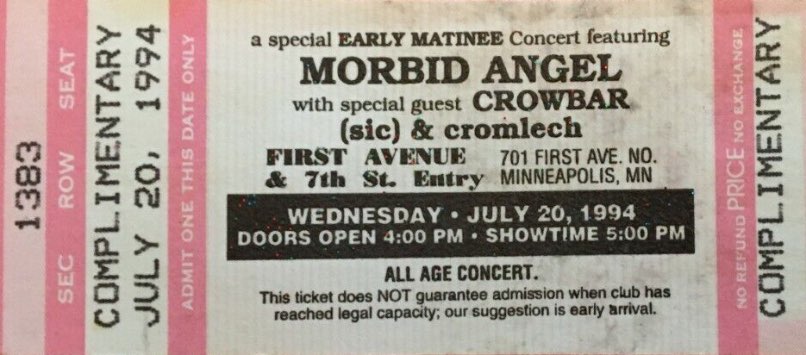 1383
SEC ROW SEAT
COMPLIMENTARY
JULY 20, 1994
ADMIT ONE THIS DATE ONLY
a special EARLY MATINEE Concert featuring
MORBID ANGEL
with special guest CROWBAR
(sic) & cromlech
FIRST AVENUE 701 FIRST AVE. NO.
& 7th St. Entry MINNEAPOLIS, MN
WEDNESDAY • JULY 20, 1994
DOORS OPEN 4:00 PM • SHOWTIME 5:00 PM
ALL AGE CONCERT.
This ticket does NOT guarantee admission when club has
reached legal capacity; our suggestion is early arrival.
NO REFUND PRICE NO EXCHANGE
COMPLIMENTARY